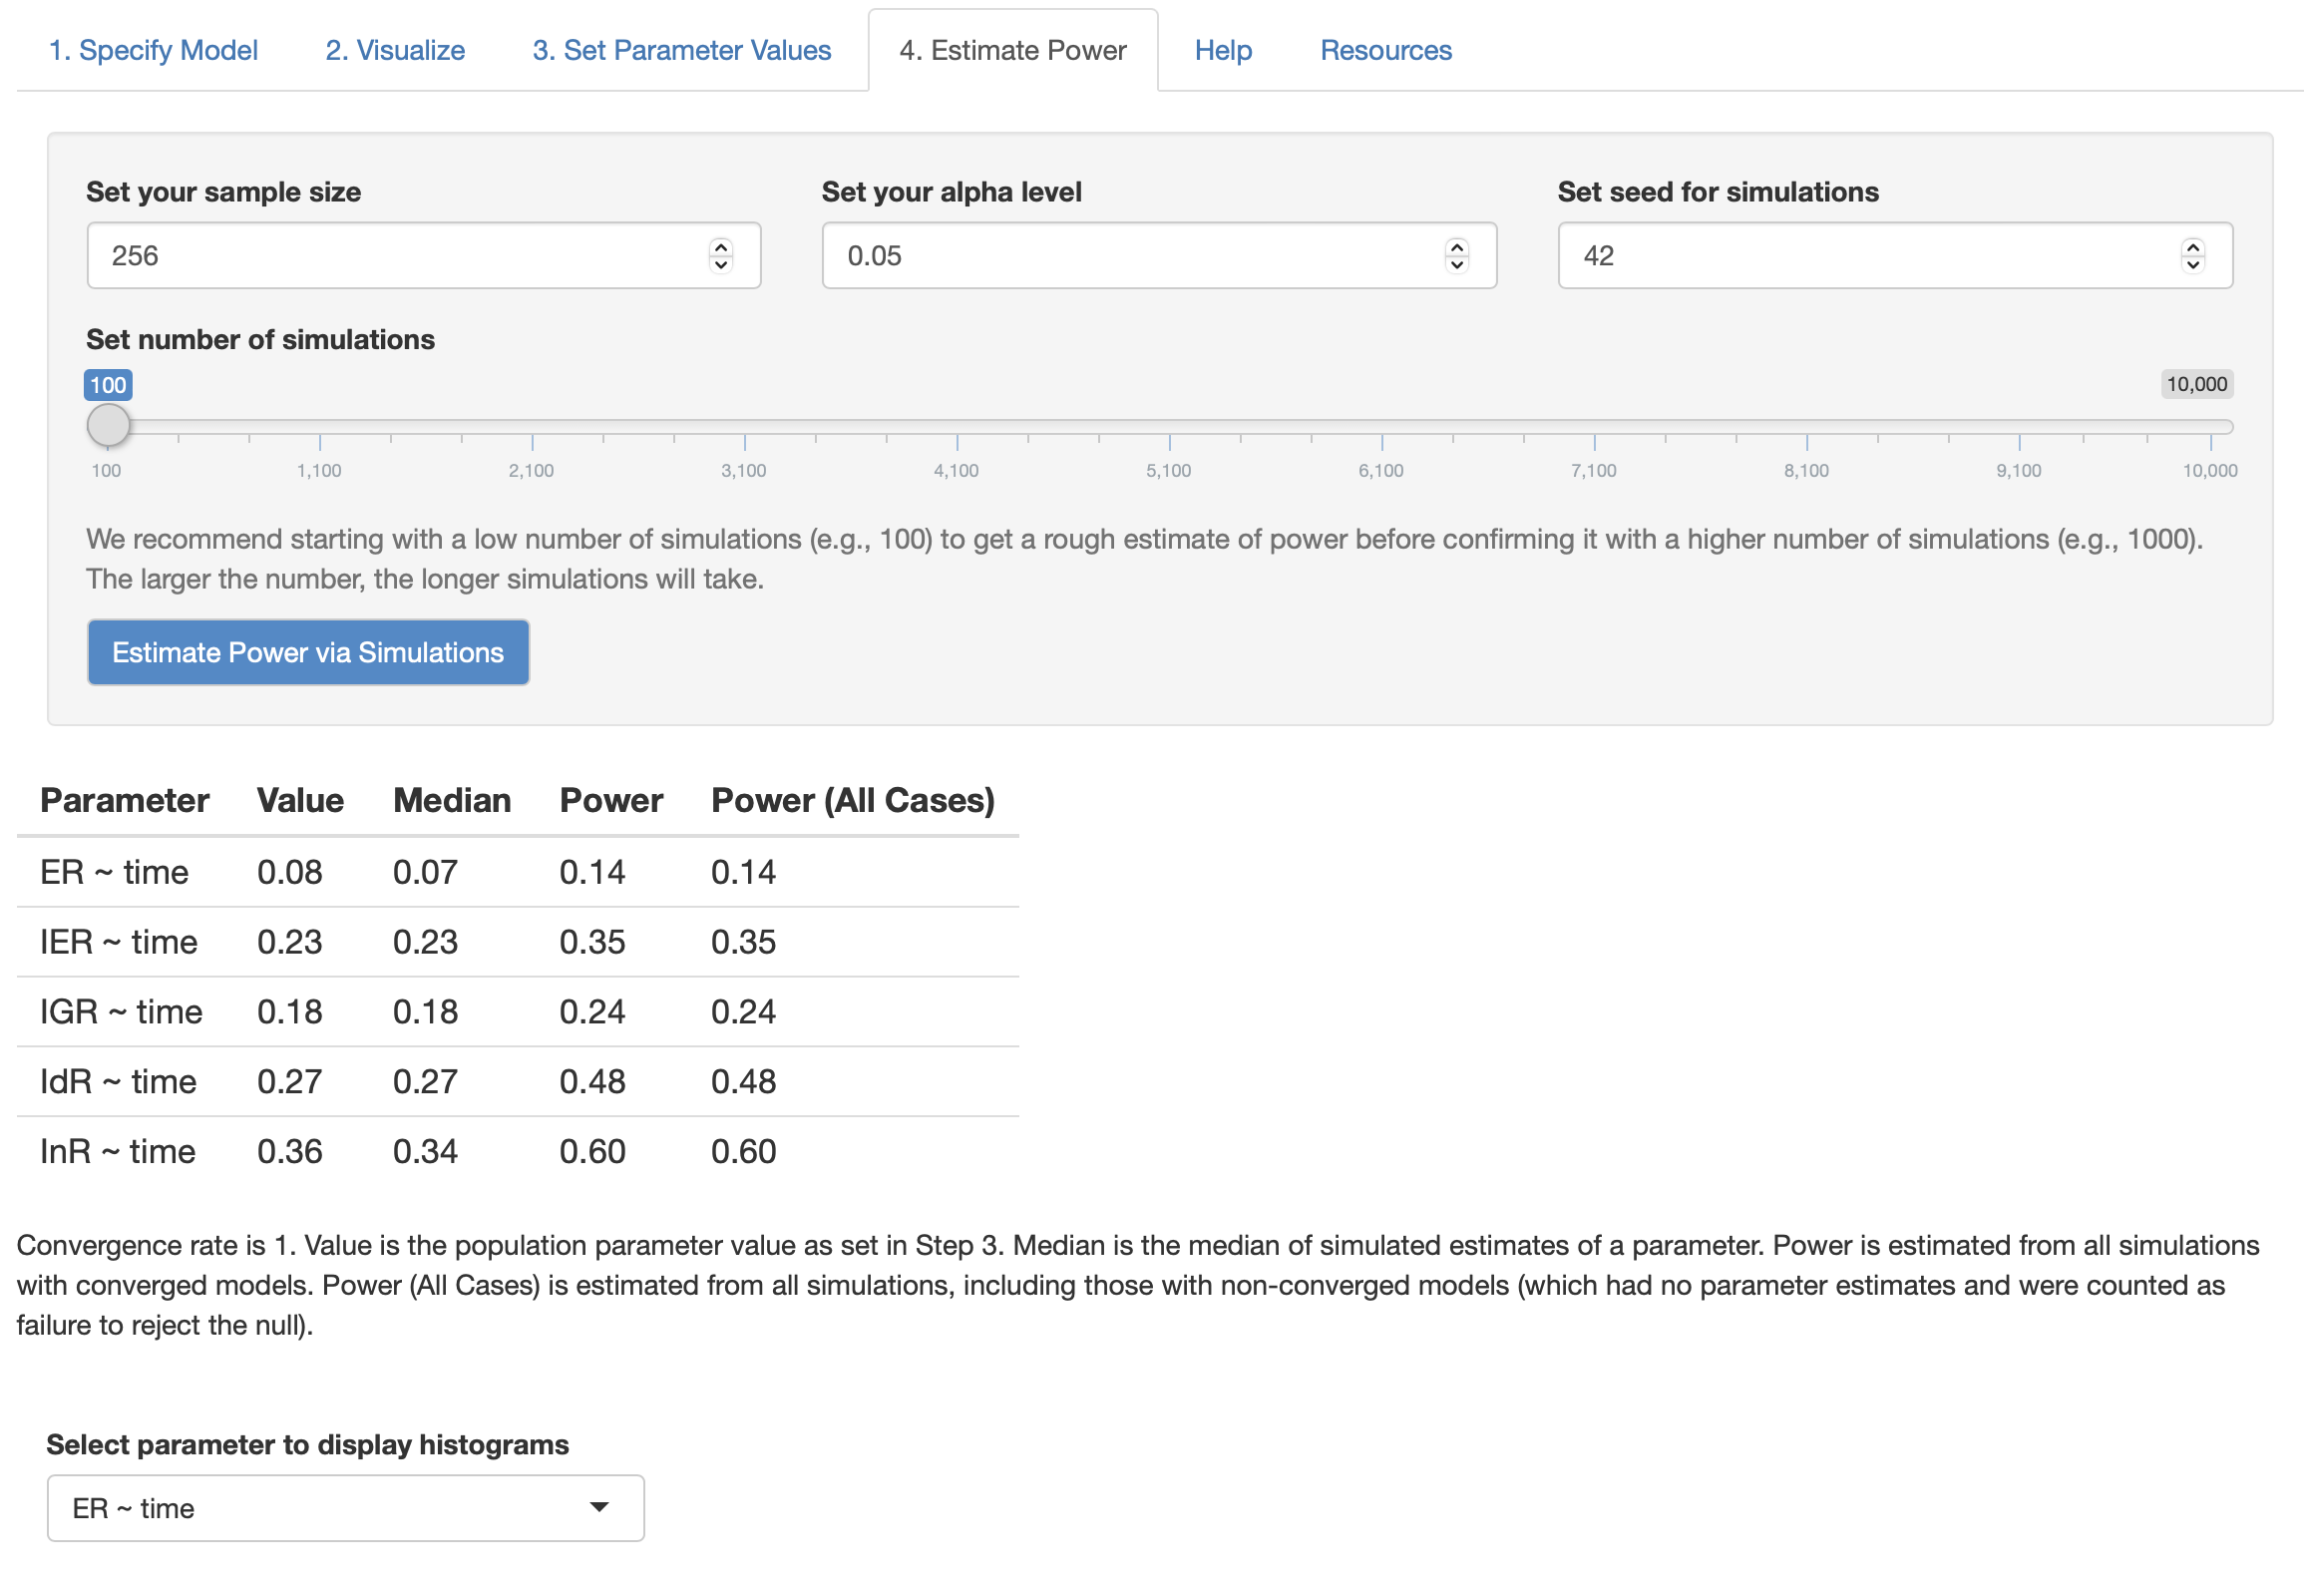 1. Specify Model 2. Visualize 3. Set Parameter Values 4. Estimate Power Help Resources
Set your sample size Set your alpha level Set seed for simulations
256 0.05 42
Set number of simulations
100 10,000
100 1,100 2,100 3,100 4,100 5,100 6,100 7,100 8,100 9,100 10,000
We recommend starting with a low number of simulations (e.g., 100) to get a rough estimate of power before confirming it with a higher number of simulations (e.g., 1000).
The larger the number, the longer simulations will take.
Estimate Power via Simulations
Parameter Value Median Power Power (All Cases)
ER ~ time 0.08 0.07 0.14 0.14
IER ~ time 0.23 0.23 0.35 0.35
IGR ~ time 0.18 0.18 0.24 0.24
IdR ~ time 0.27 0.27 0.48 0.48
InR ~ time 0.36 0.34 0.60 0.60
Convergence rate is 1. Value is the population parameter value as set in Step 3. Median is the median of simulated estimates of a parameter. Power is estimated from all simulations
with converged models. Power (All Cases) is estimated from all simulations, including those with non-converged models (which had no parameter estimates and were counted as
failure to reject the null).
Select parameter to display histograms
ER ~ time